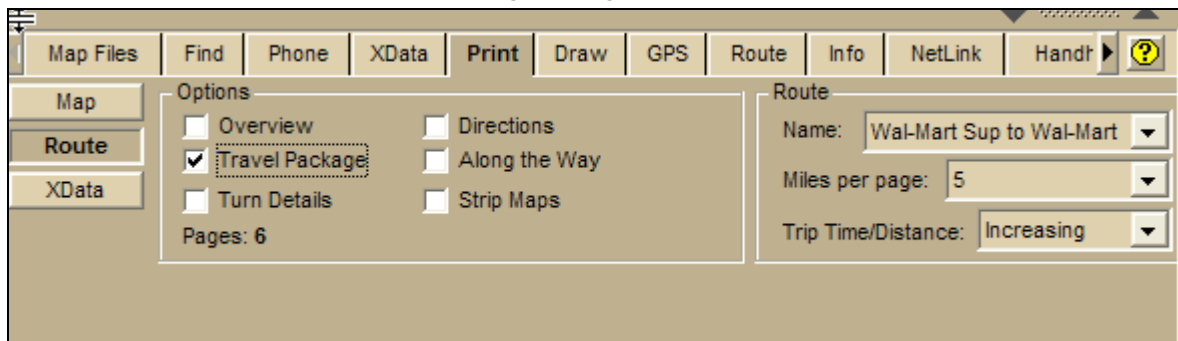 Map Files Find Phone XData Print Draw GPS Route Info NetLink Handh ?
Map
Route
XData
Options
Overview
Directions
Travel Package
Along the Way
Turn Details
Strip Maps
Pages: 6
Route
Name: Wal-Mart Sup to Wal-Mart
Miles per page: 5
Trip Time/Distance: Increasing